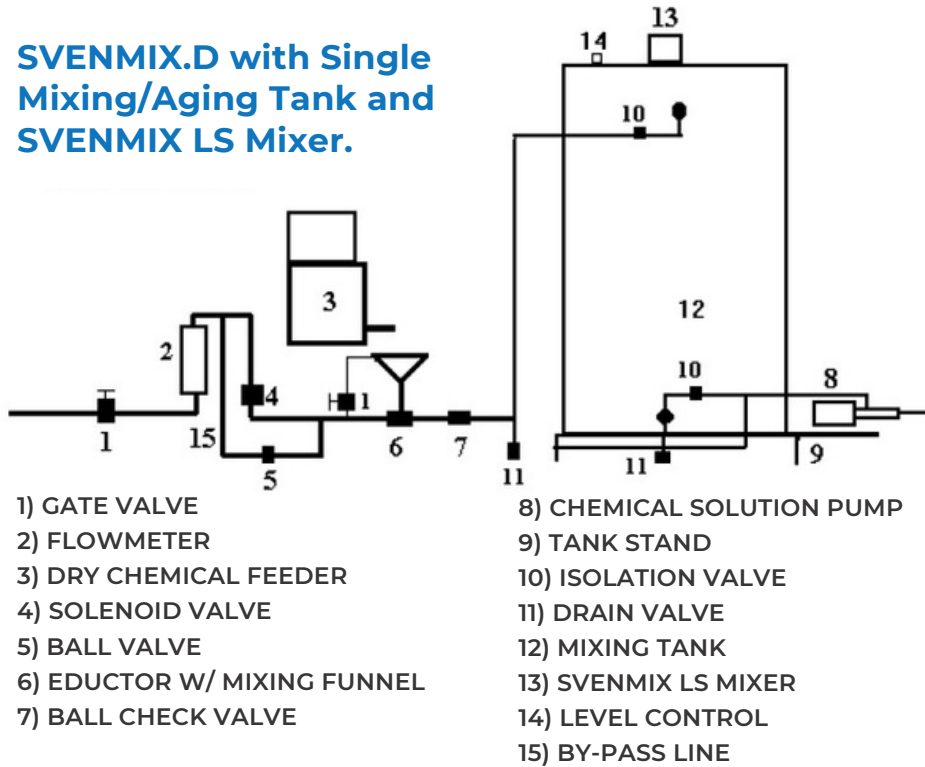 SVENMIX.D with Single
Mixing/Aging Tank and
SVENMIX LS Mixer.
13
14
10
3
12
2
10
8
4
1
1
15
6
7
9
5
11
11
1) GATE VALVE
2) FLOWMETER
3) DRY CHEMICAL FEEDER
4) SOLENOID VALVE
5) BALL VALVE
6) EDUCTOR W/ MIXING FUNNEL
7) BALL CHECK VALVE
8) CHEMICAL SOLUTION PUMP
9) TANK STAND
10) ISOLATION VALVE
11) DRAIN VALVE
12) MIXING TANK
13) SVENMIX LS MIXER
14) LEVEL CONTROL
15) BY-PASS LINE